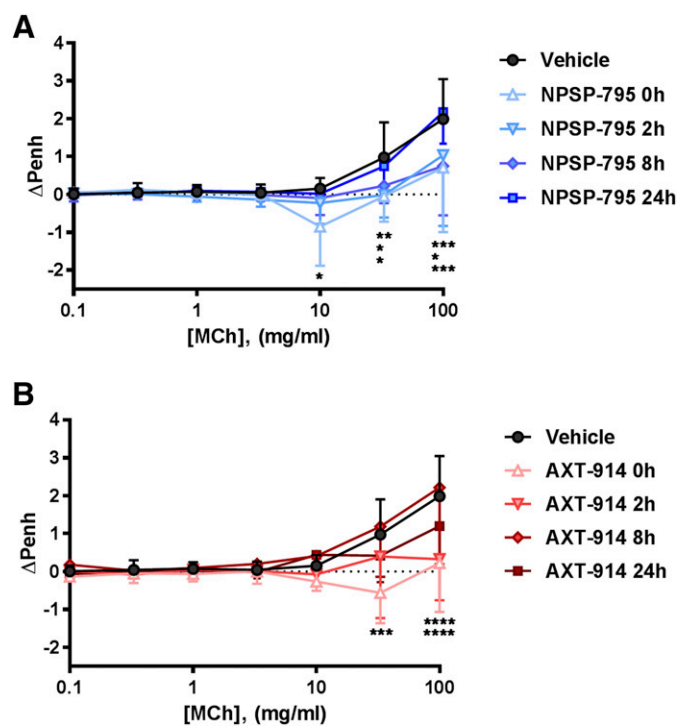 A
4
3
2
1
0
-1
-2
ΔPenh
0.1
1
10
100
[MCh], (mg/ml)
*
**
*
*
***
*
***
Vehicle
NPSP-795 0h
NPSP-795 2h
NPSP-795 8h
NPSP-795 24h
B
4
3
2
1
0
-1
-2
ΔPenh
0.1
1
10
100
[MCh], (mg/ml)
***
****
****
Vehicle
AXT-914 0h
AXT-914 2h
AXT-914 8h
AXT-914 24h